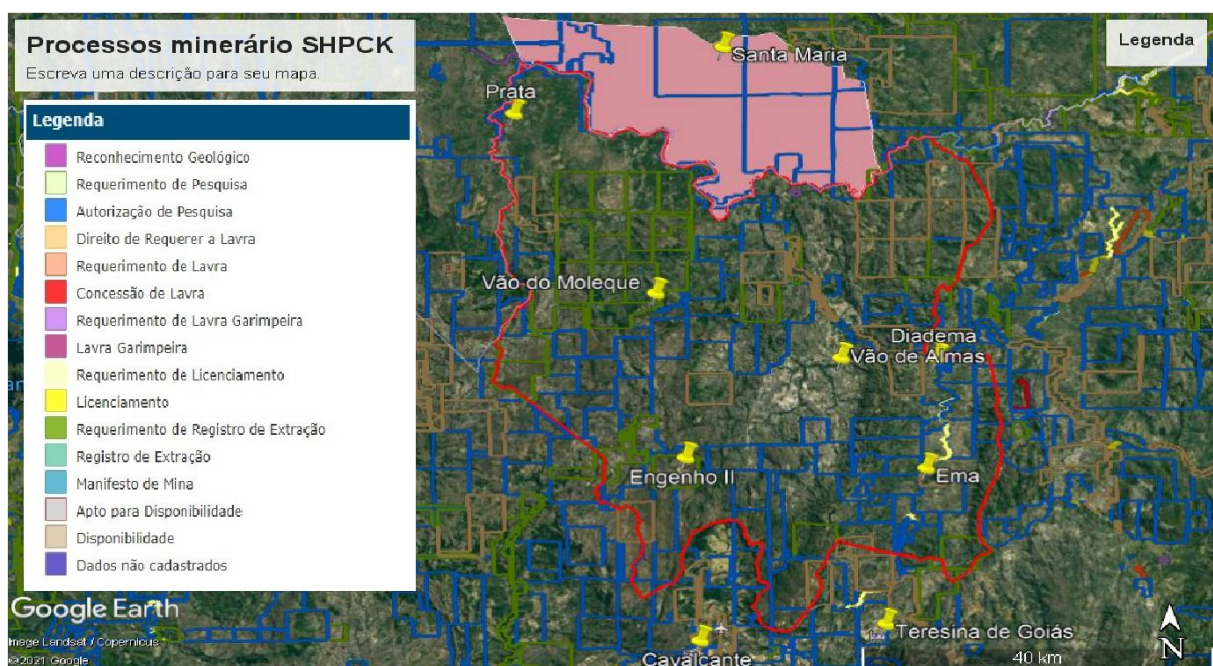 Processos minerário SHPCK
Escreva uma descrição para seu mapa.
Legenda
Legenda
Reconhecimento Geológico
Requerimento de Pesquisa
Autorização de Pesquisa
Direito de Requerer a Lavra
Requerimento de Lavra
Concessão de Lavra
Requerimento de Lavra Garimpeira
Lavra Garimpeira
Requerimento de Licenciamento
Licenciamento
Requerimento de Registro de Extração
Registro de Extração
Manifesto de Mina
Apto para Disponibilidade
Disponibilidade
Dados não cadastrados
Santa Maria
Prata
Vão do Moleque
Diadema
Vão de Almas
Engenho II
Ema
Teresina de Goiás
Cavalcante
Google Earth
Image Landsat / Copernicus
©2021 Google
40 km
N